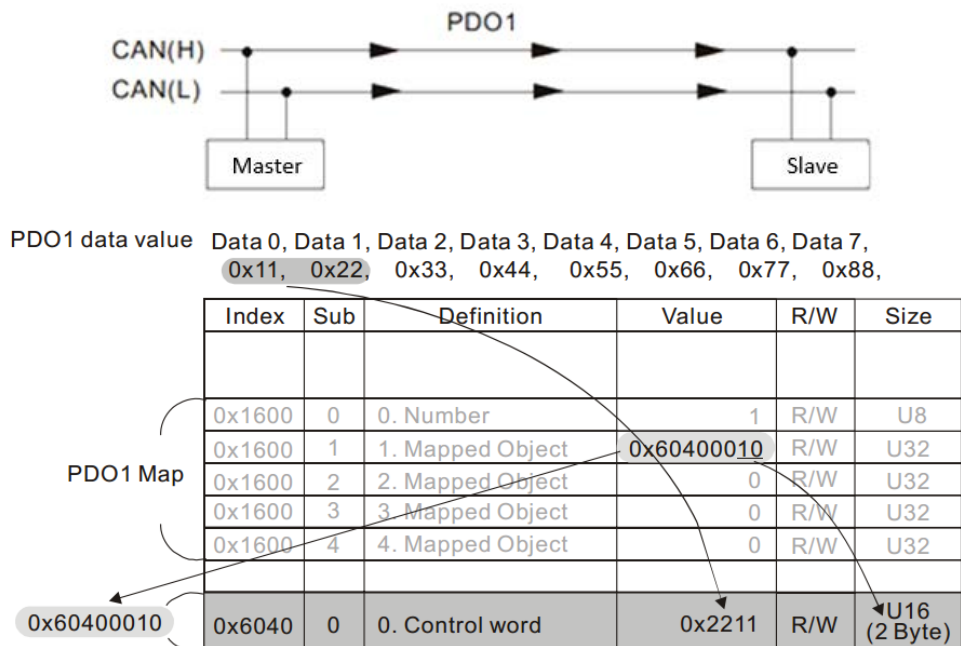 PDO1
CAN(H)
CAN(L)
Master
Slave
PDO1 data value Data 0, Data 1, Data 2, Data 3, Data 4, Data 5, Data 6, Data 7,
0x11, 0x22, 0x33, 0x44, 0x55, 0x66, 0x77, 0x88,
Index Sub Definition Value R/W Size
0x1600 0 0. Number 1 R/W U8
0x1600 1 1. Mapped Object 0x60400010 R/W U32
PDO1 Map
0x1600 2 2. Mapped Object 0 R/W U32
0x1600 3 3. Mapped Object 0 R/W U32
0x1600 4 4. Mapped Object 0 R/W U32
0x60400010
0x6040 0 0. Control word 0x2211 R/W U16
(2 Byte)